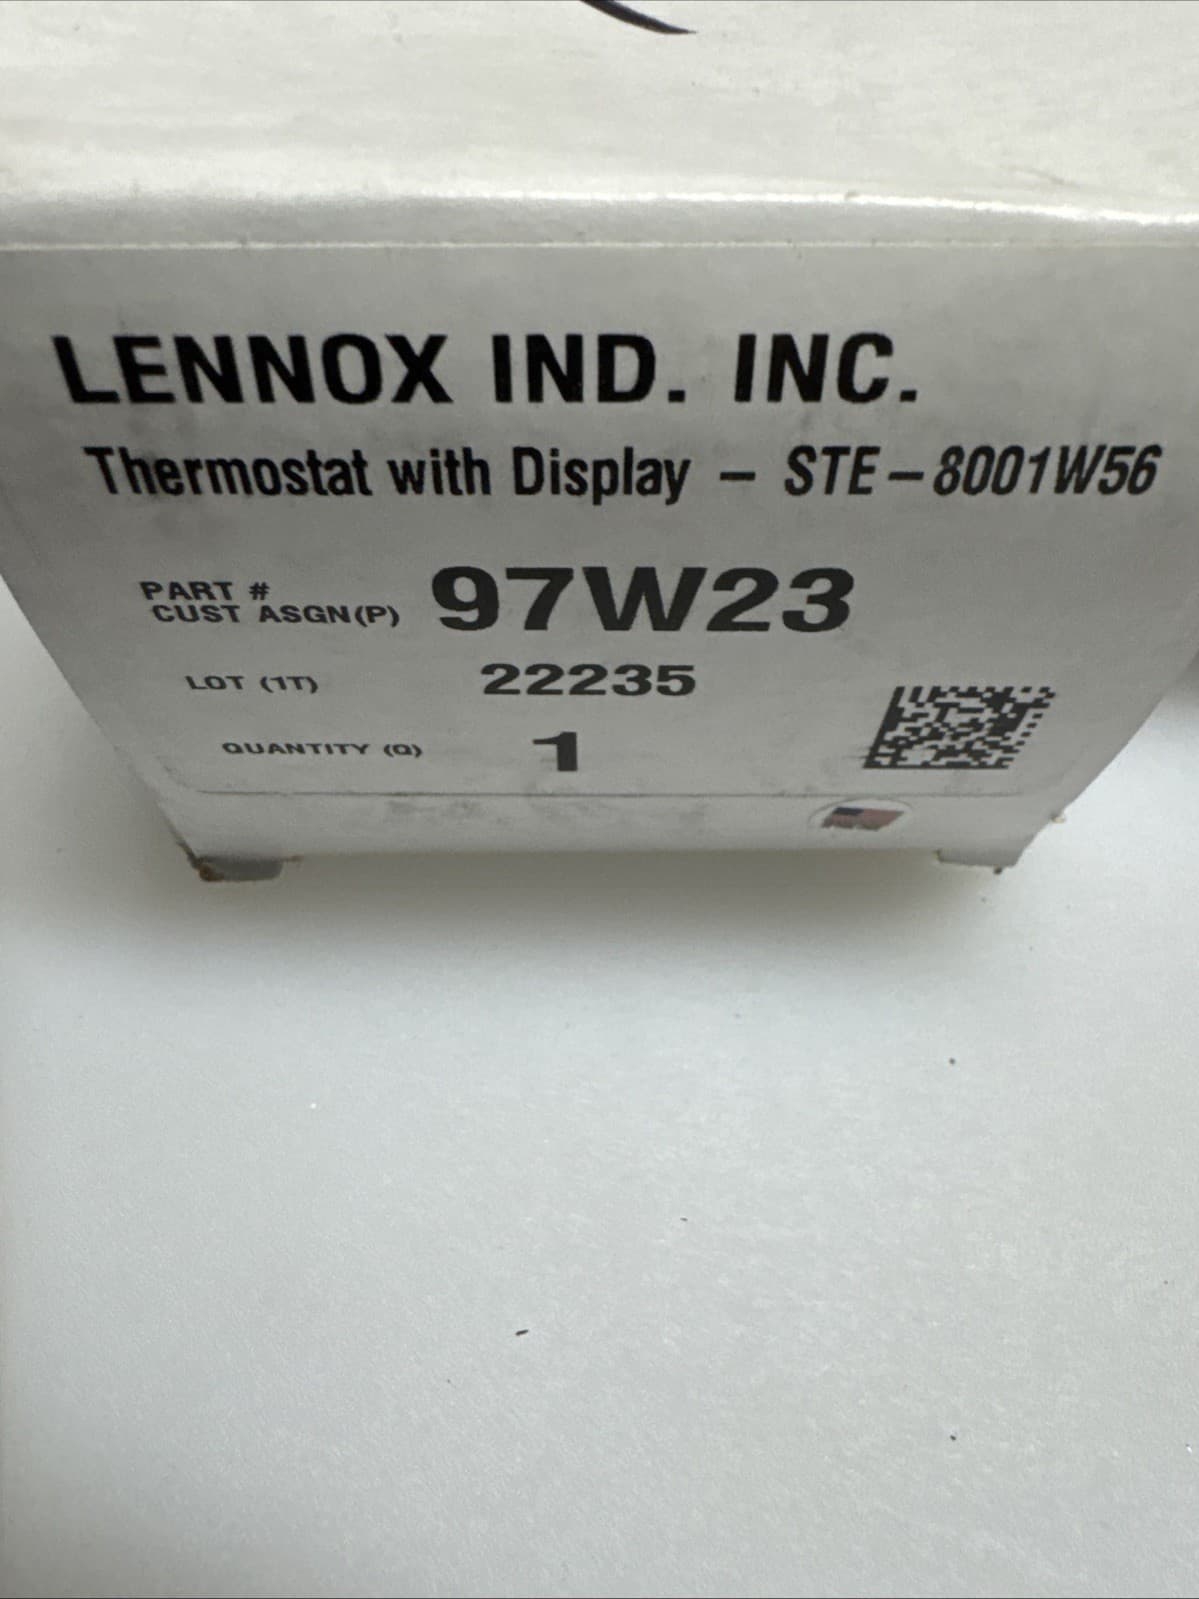 LENNOX IND. INC.
Thermostat with Display – STE–8001W56
PART #
CUST ASGN(P) 97W23
LOT (1T) 22235
QUANTITY (Q) 1